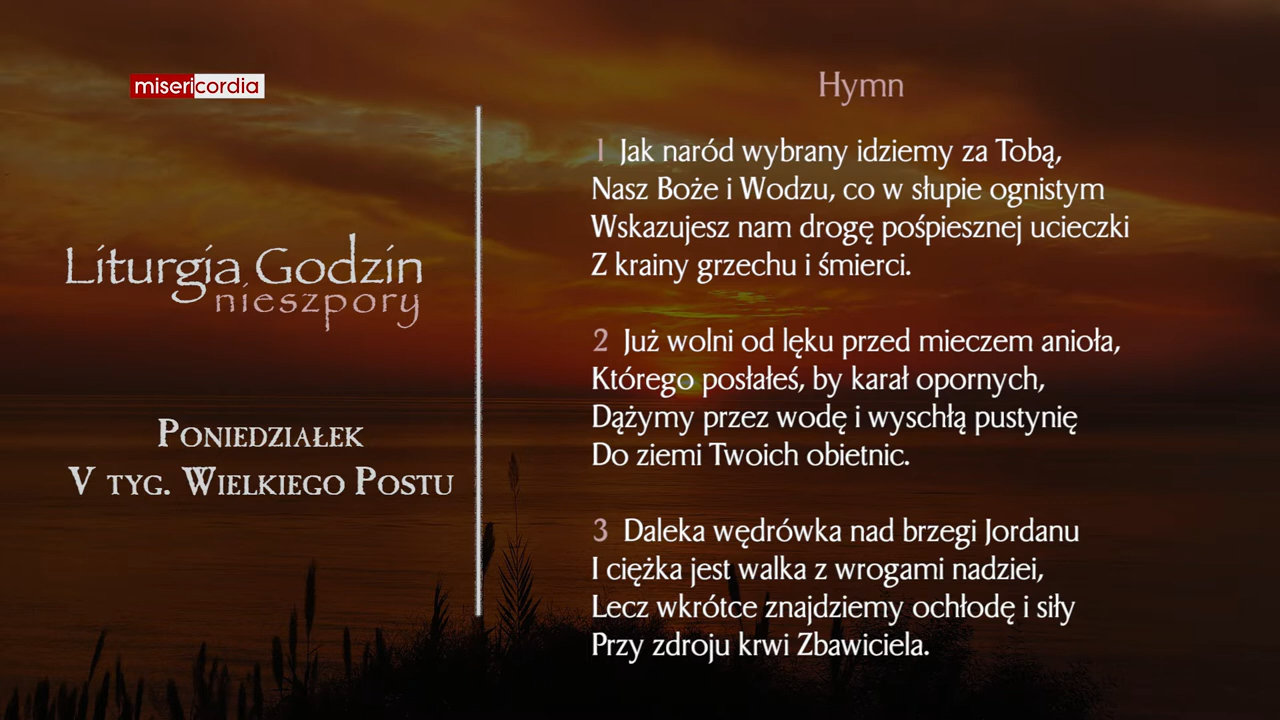 misericordia
Liturgia Godzin
nieszpory
Poniedziałek
V tyg. Wielkiego Postu
Hymn
1 Jak naród wybrany idziemy za Tobą,
Nasz Boże i Wodzu, co w słupie ognistym
Wskazujesz nam drogę pośpiesznej ucieczki
Z krainy grzechu i śmierci.
2 Już wolni od lęku przed mieczem anioła,
Którego posłałeś, by karał opornych,
Dążymy przez wodę i wyschłą pustynię
Do ziemi Twoich obietnic.
3 Daleka wędrówka nad brzegi Jordanu
I ciężka jest walka z wrogami nadziei,
Lecz wkrótce znajdziemy ochłodę i siły
Przy zdroju krwi Zbawiciela.